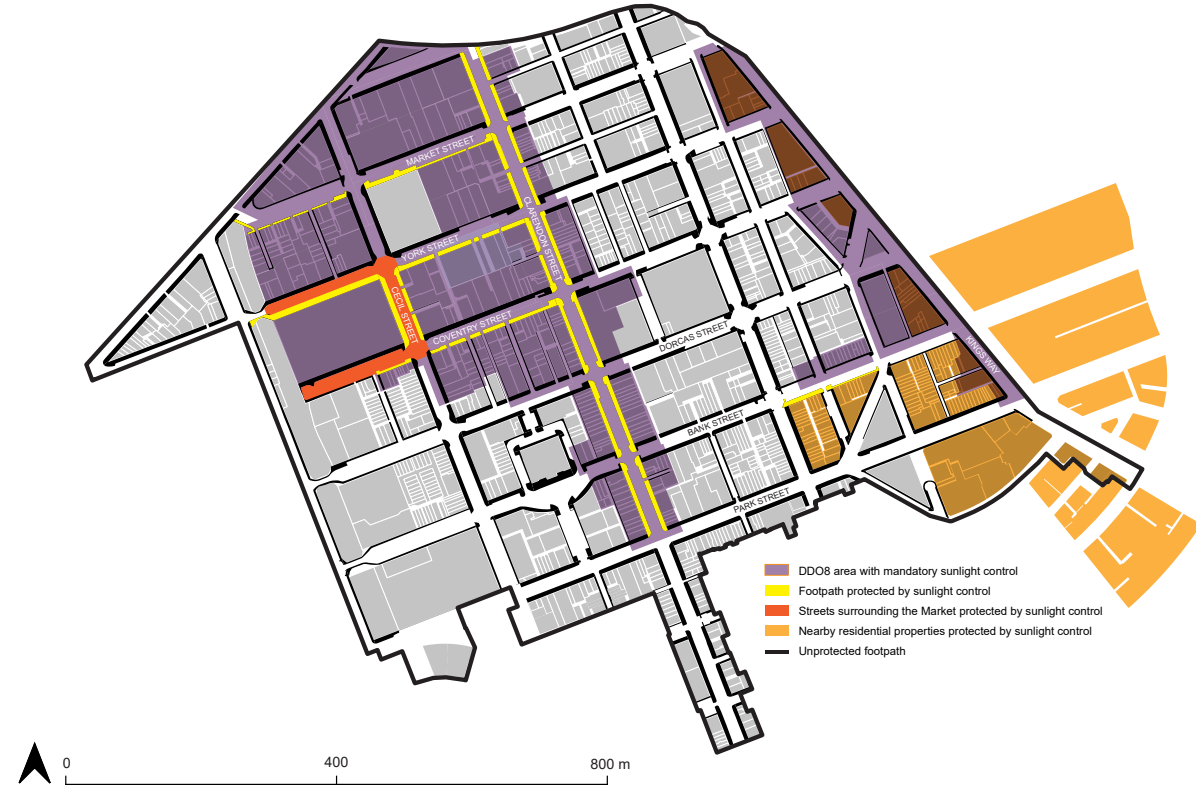 MARKET STREET
CLARENDON STREET
YORK STREET
CECIL STREET
COVENTRY STREET
DORCAS STREET
KINGS WAY
BANK STREET
PARK STREET
DDO8 area with mandatory sunlight control
Footpath protected by sunlight control
Streets surrounding the Market protected by sunlight control
Nearby residential properties protected by sunlight control
Unprotected footpath
0 400 800 m